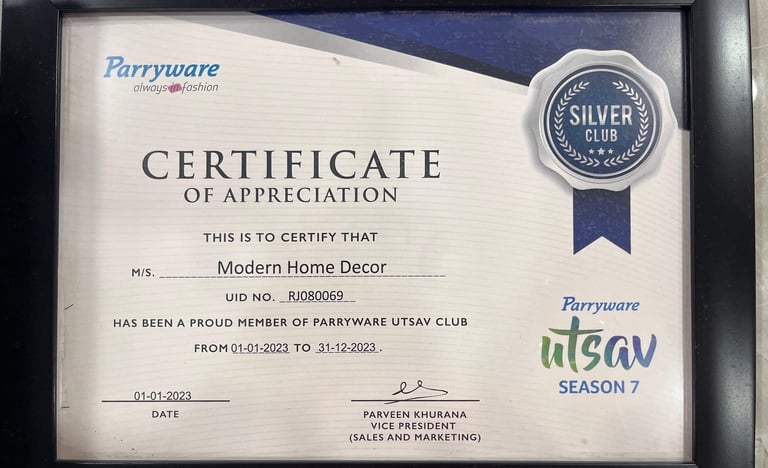 Parryware
always in fashion
SILVER
CLUB
CERTIFICATE
OF APPRECIATION
THIS IS TO CERTIFY THAT
M/S. Modern Home Decor
UID NO. RJ080069
HAS BEEN A PROUD MEMBER OF PARRYWARE UTSAV CLUB
FROM 01-01-2023 TO 31-12-2023.
Parryware
utsav
SEASON 7
01-01-2023
DATE
PARVEEN KHURANA
VICE PRESIDENT
(SALES AND MARKETING)